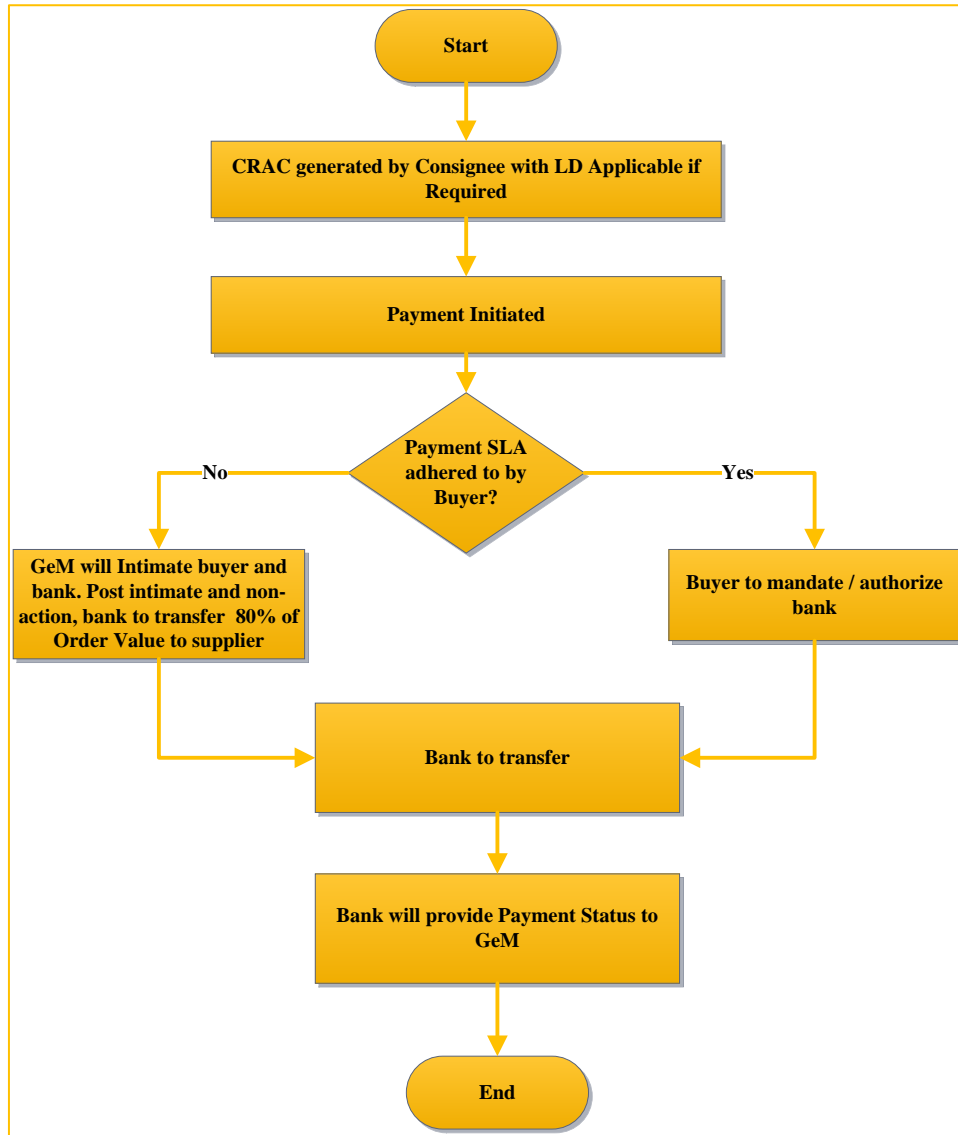 Start
CRAC generated by Consignee with LD Applicable if
Required
Payment Initiated
Payment SLA
adhered to by
Buyer?
No
Yes
GeM will Intimate buyer and
bank. Post intimate and non-
action, bank to transfer 80% of
Order Value to supplier
Buyer to mandate / authorize
bank
Bank to transfer
Bank will provide Payment Status to
GeM
End